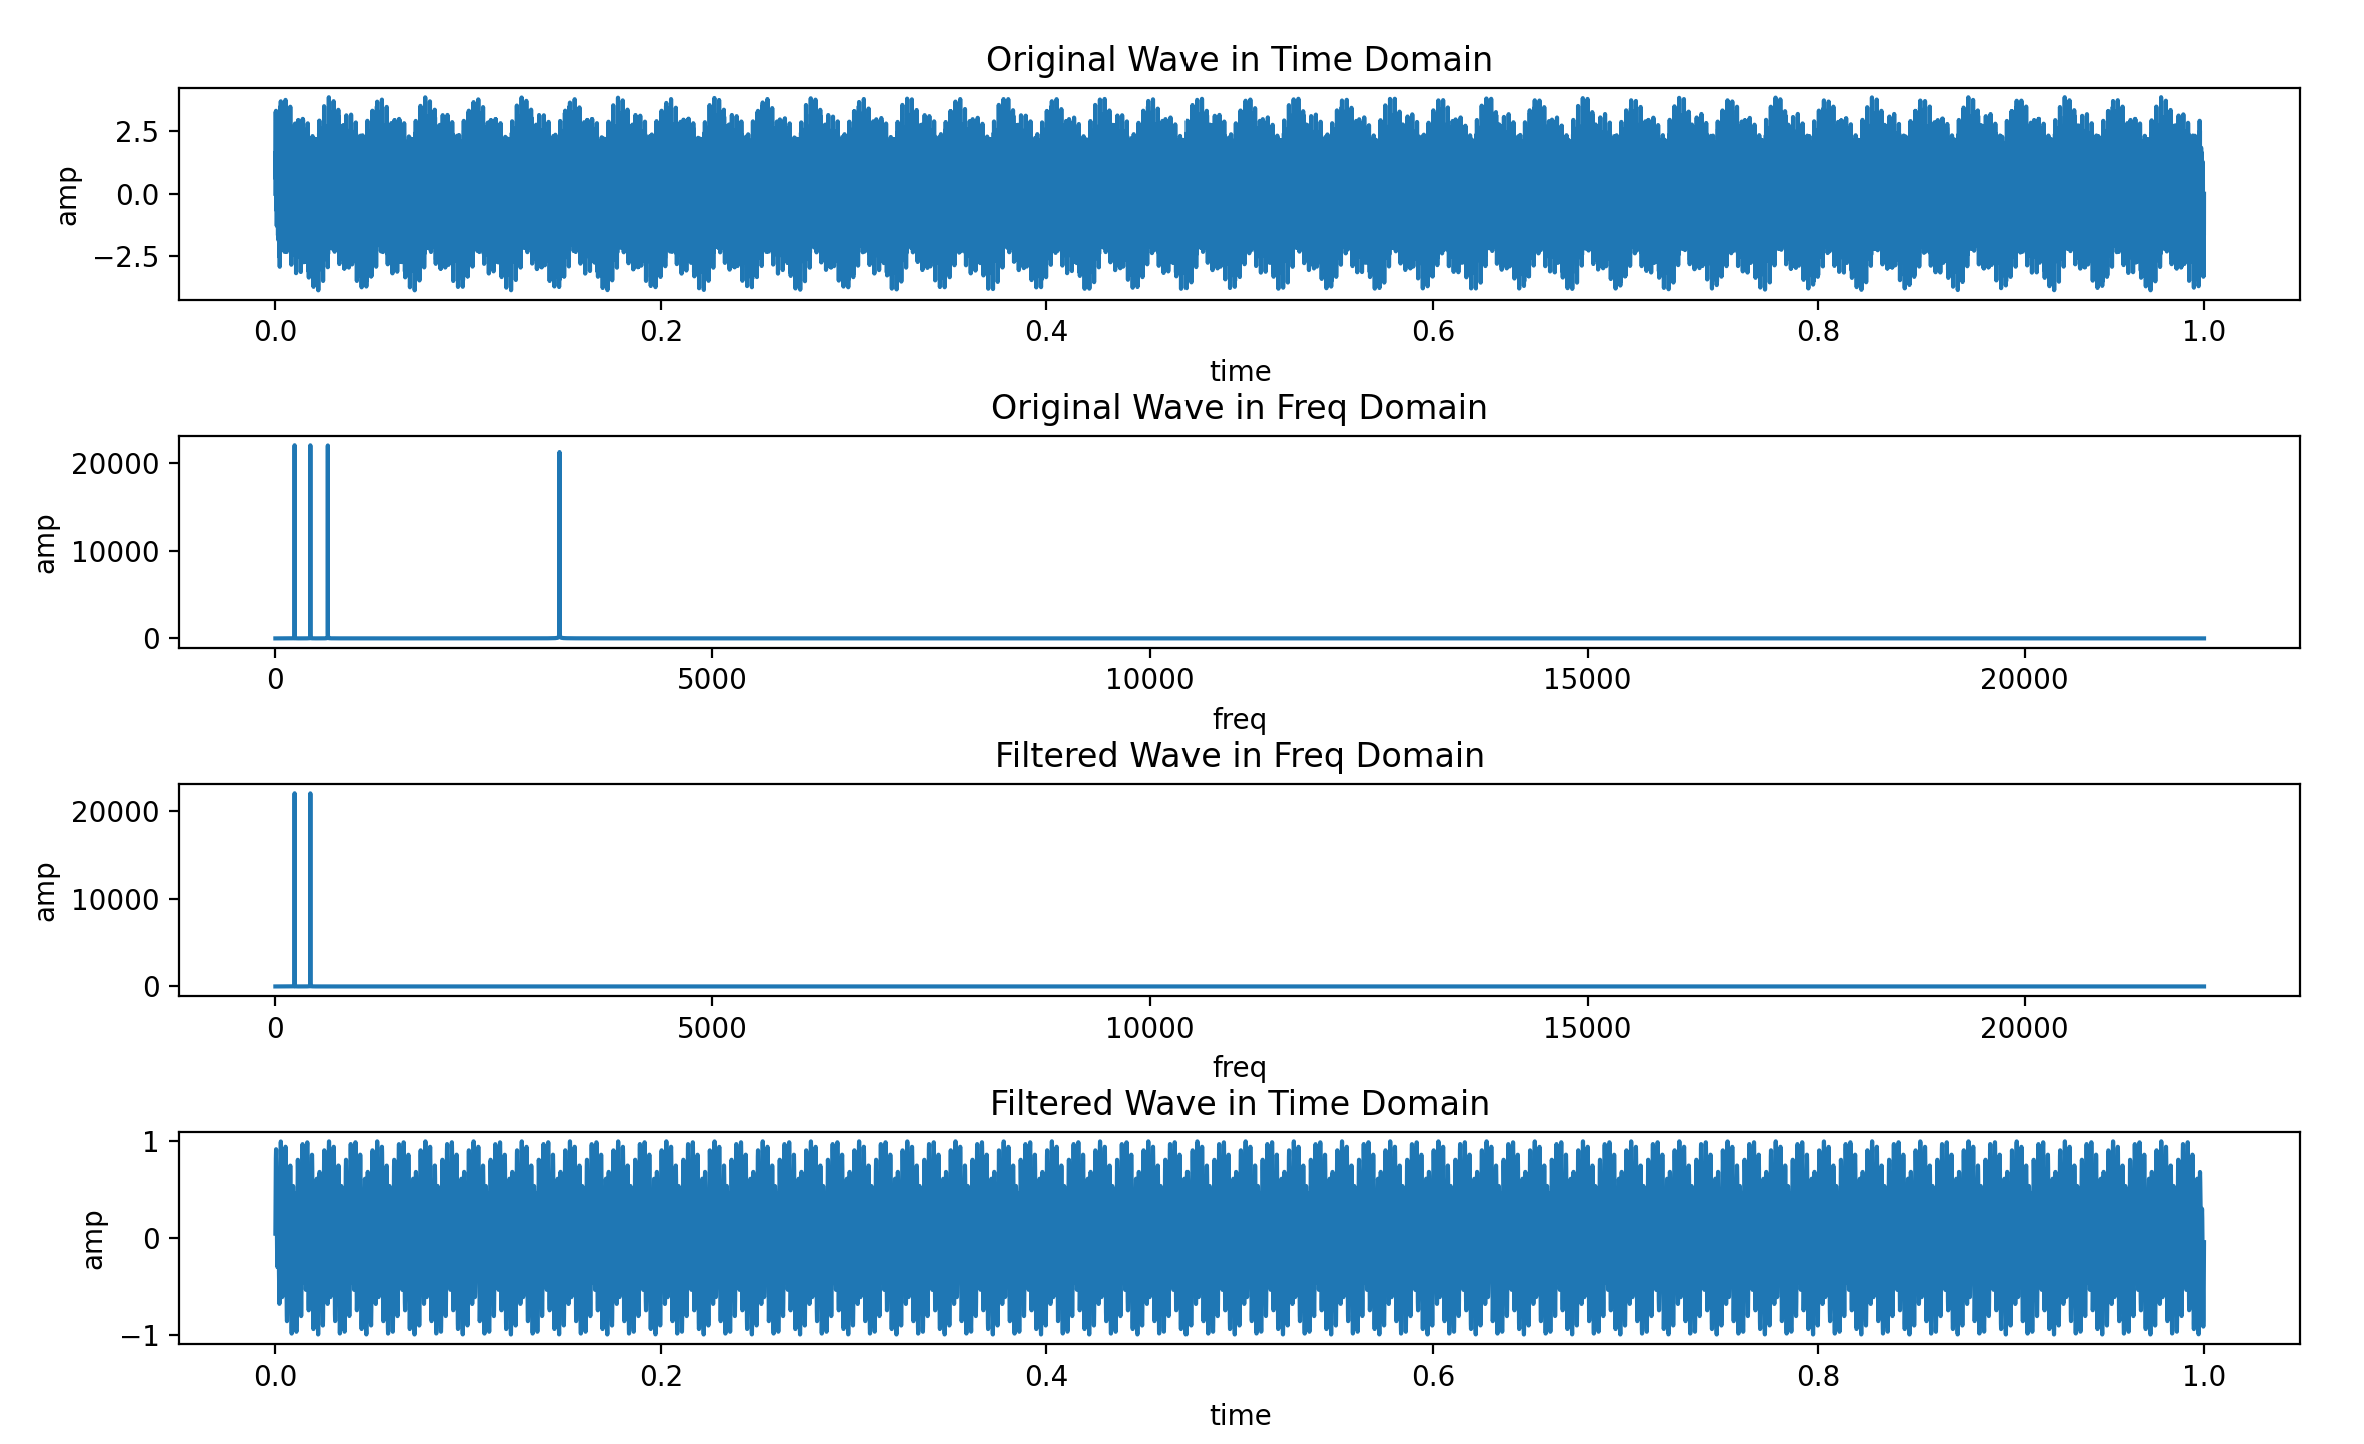 Original Wave in Time Domain
amp
2.5
0.0
−2.5
0.0 0.2 0.4 0.6 0.8 1.0
time
Original Wave in Freq Domain
amp
20000
10000
0
0 5000 10000 15000 20000
freq
Filtered Wave in Freq Domain
amp
20000
10000
0
0 5000 10000 15000 20000
freq
Filtered Wave in Time Domain
amp
1
0
−1
0.0 0.2 0.4 0.6 0.8 1.0
time